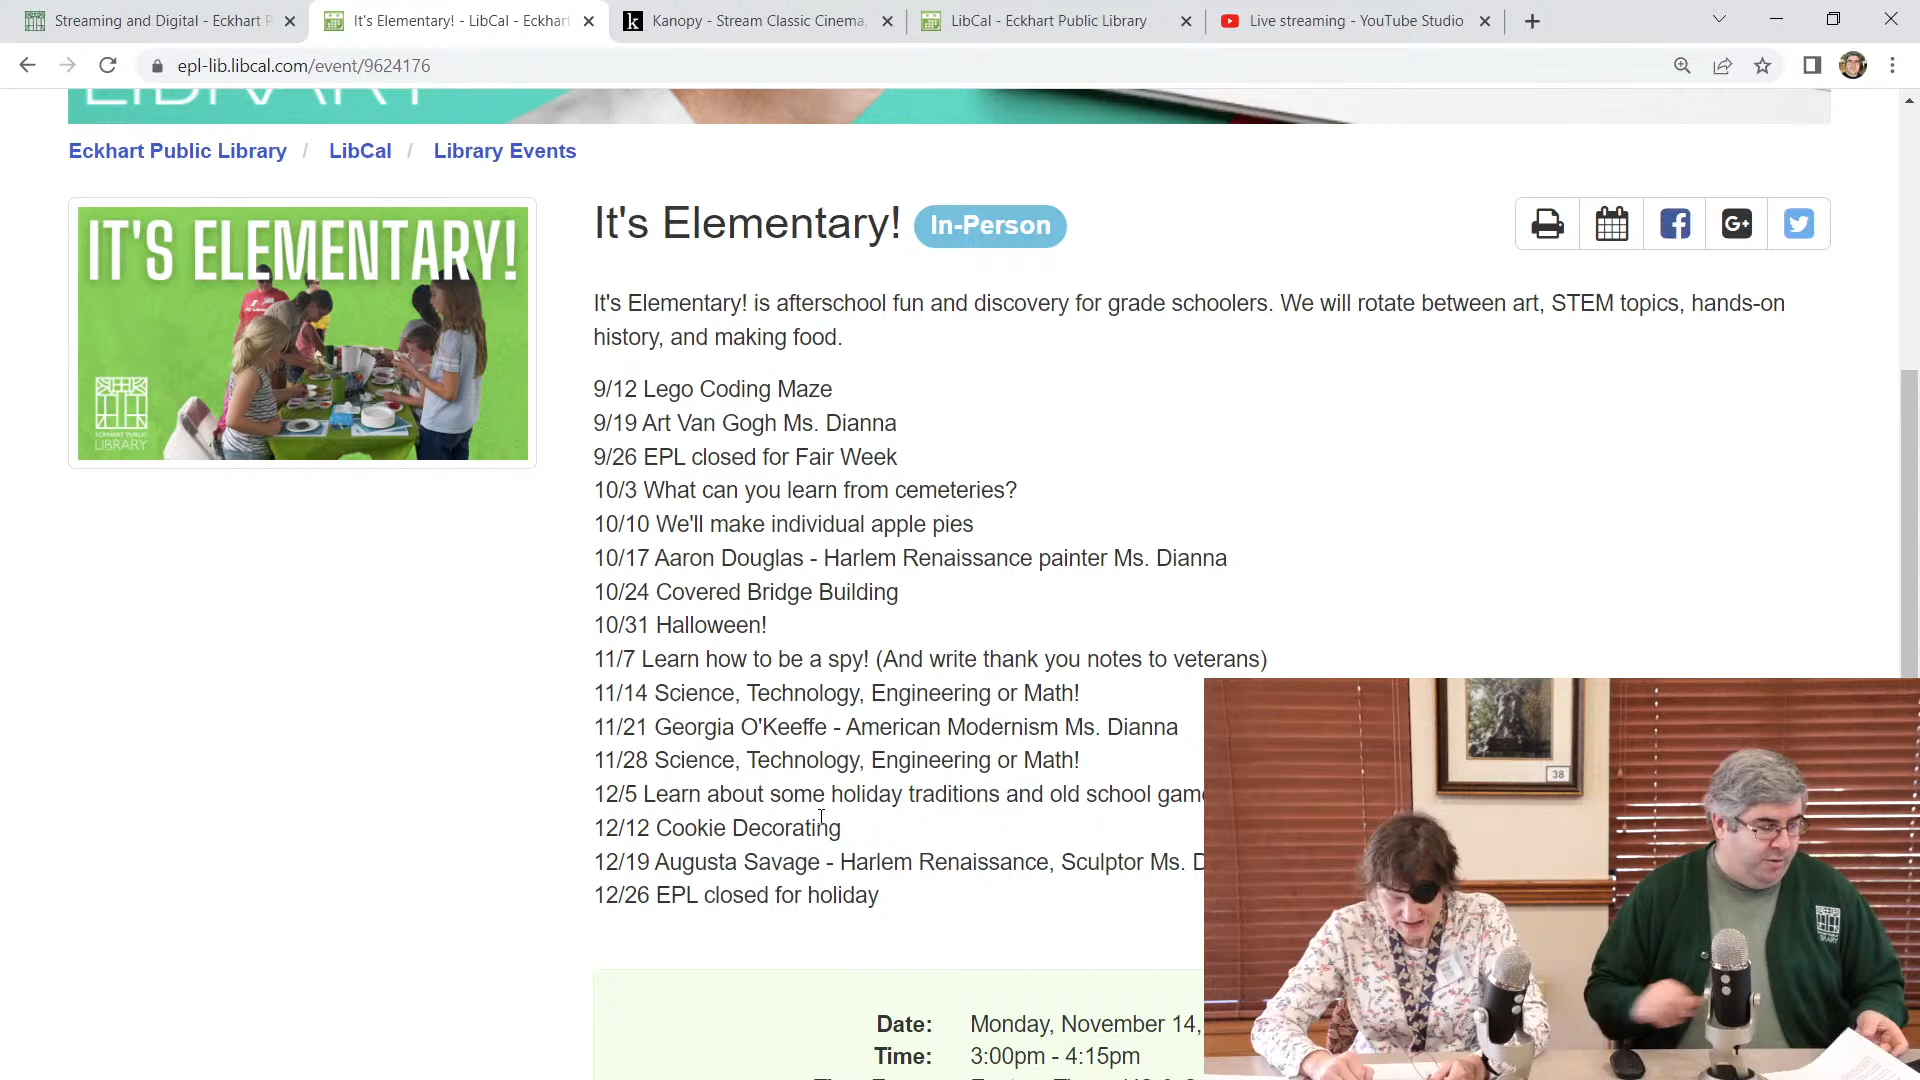 Streaming and Digital - Eckhart P
It's Elementary! - LibCal - Eckhart
Kanopy - Stream Classic Cinema,
LibCal - Eckhart Public Library
Live streaming - YouTube Studio
epl-lib.libcal.com/event/9624176
LIBRARY
Eckhart Public Library / LibCal / Library Events
IT'S ELEMENTARY!
ECKHART PUBLIC
LIBRARY
It's Elementary! In-Person
It's Elementary! is afterschool fun and discovery for grade schoolers. We will rotate between art, STEM topics, hands-on
history, and making food.
9/12 Lego Coding Maze
9/19 Art Van Gogh Ms. Dianna
9/26 EPL closed for Fair Week
10/3 What can you learn from cemeteries?
10/10 We'll make individual apple pies
10/17 Aaron Douglas - Harlem Renaissance painter Ms. Dianna
10/24 Covered Bridge Building
10/31 Halloween!
11/7 Learn how to be a spy! (And write thank you notes to veterans)
11/14 Science, Technology, Engineering or Math!
11/21 Georgia O'Keeffe - American Modernism Ms. Dianna
11/28 Science, Technology, Engineering or Math!
12/5 Learn about some holiday traditions and old school gam
12/12 Cookie Decorating
12/19 Augusta Savage - Harlem Renaissance, Sculptor Ms. D
12/26 EPL closed for holiday
Date: Monday, November 14,
Time: 3:00pm - 4:15pm
38
LIBRARY